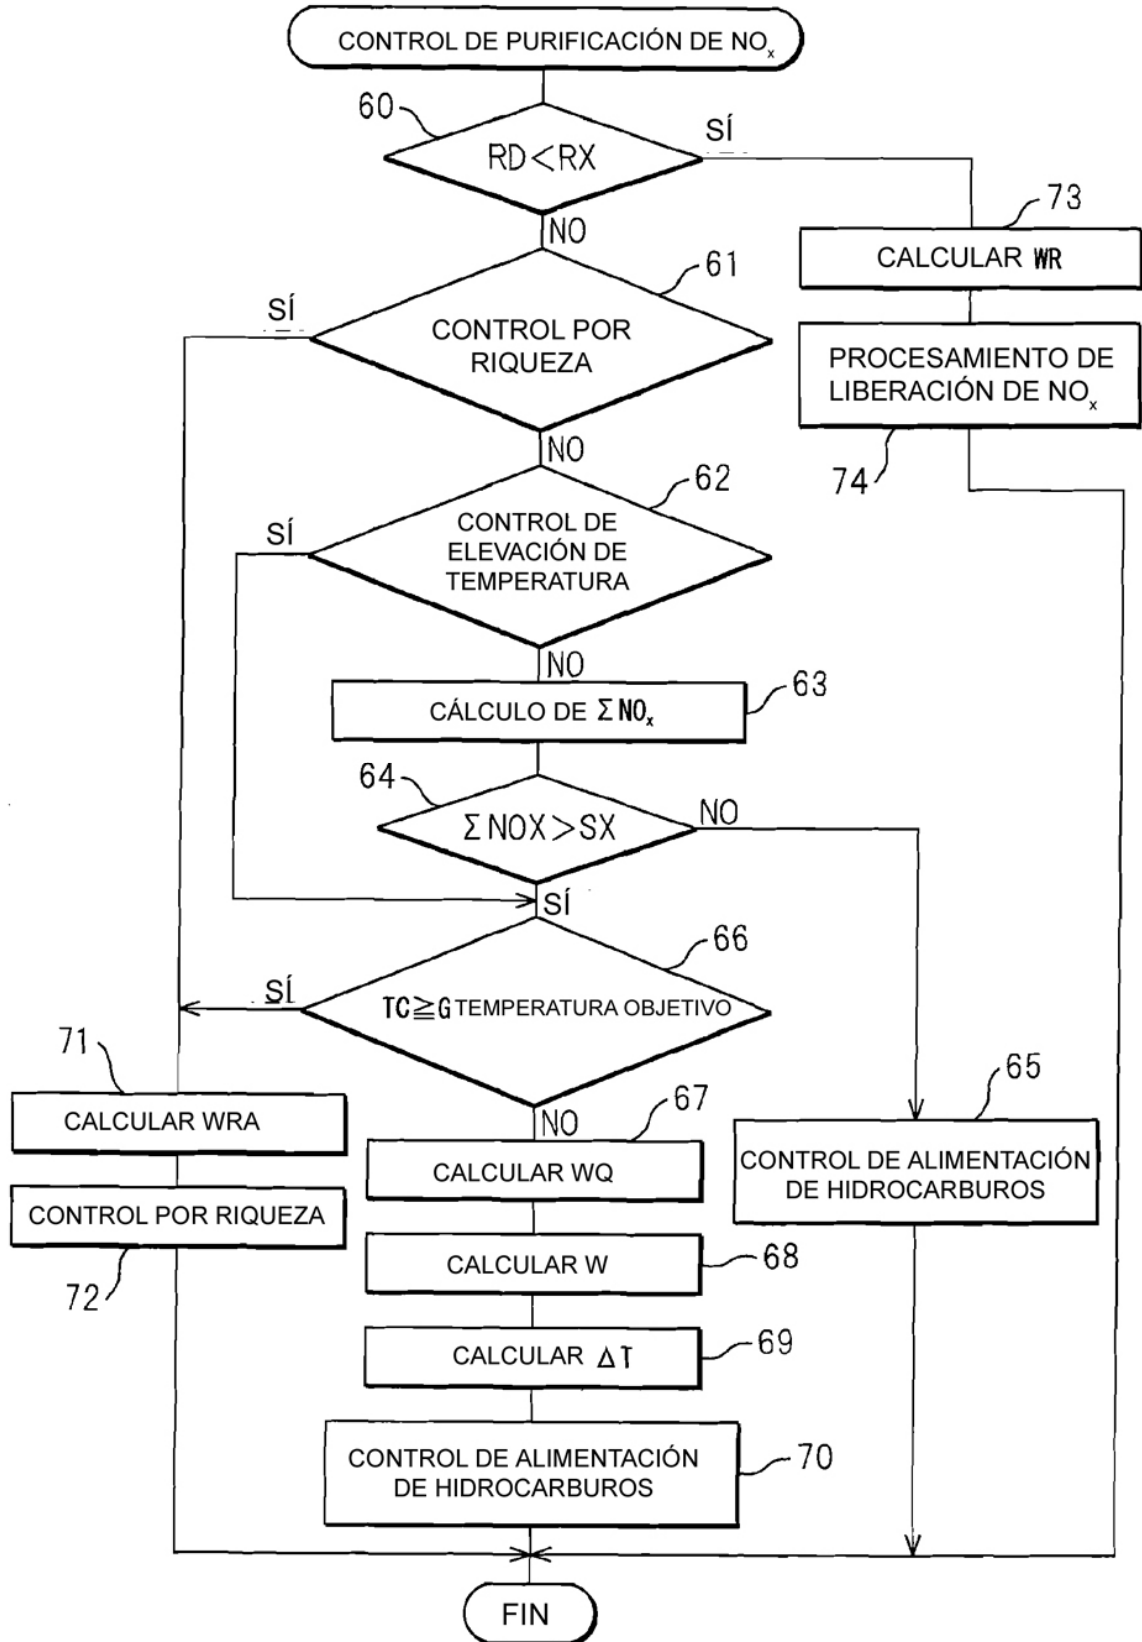 CONTROL DE PURIFICACIÓN DE NOₓ
60
RD<RX
SÍ
NO
73
CALCULAR WR
61
SÍ
CONTROL POR
RIQUEZA
PROCESAMIENTO DE
LIBERACIÓN DE NOₓ
74
NO
62
SÍ
CONTROL DE
ELEVACIÓN DE
TEMPERATURA
NO
63
CÁLCULO DE ΣNOₓ
64
ΣNOX>SX
NO
SÍ
66
SÍ
TC≧G TEMPERATURA OBJETIVO
71
CALCULAR WRA
65
CONTROL DE ALIMENTACIÓN
DE HIDROCARBUROS
NO
67
CALCULAR WQ
CONTROL POR RIQUEZA
72
CALCULAR W
68
CALCULAR ΔT
69
CONTROL DE ALIMENTACIÓN
DE HIDROCARBUROS
70
FIN